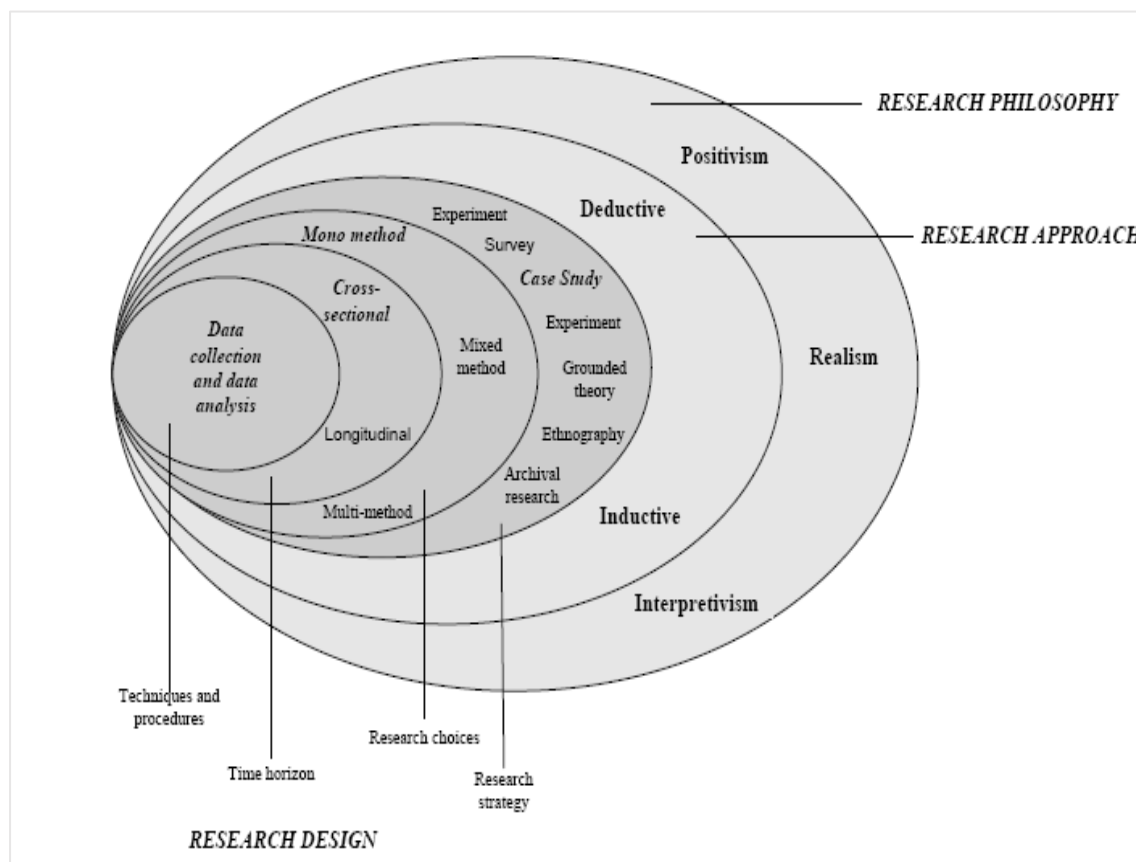 RESEARCH PHILOSOPHY
Positivism
Deductive
RESEARCH APPROACH
Experiment
Survey
Case Study
Experiment
Grounded
theory
Ethnography
Archival
research
Mono method
Mixed
method
Multi-method
Cross-
sectional
Longitudinal
Data
collection
and data
analysis
Realism
Inductive
Interpretivism
Techniques and
procedures
Time horizon
Research choices
Research
strategy
RESEARCH DESIGN